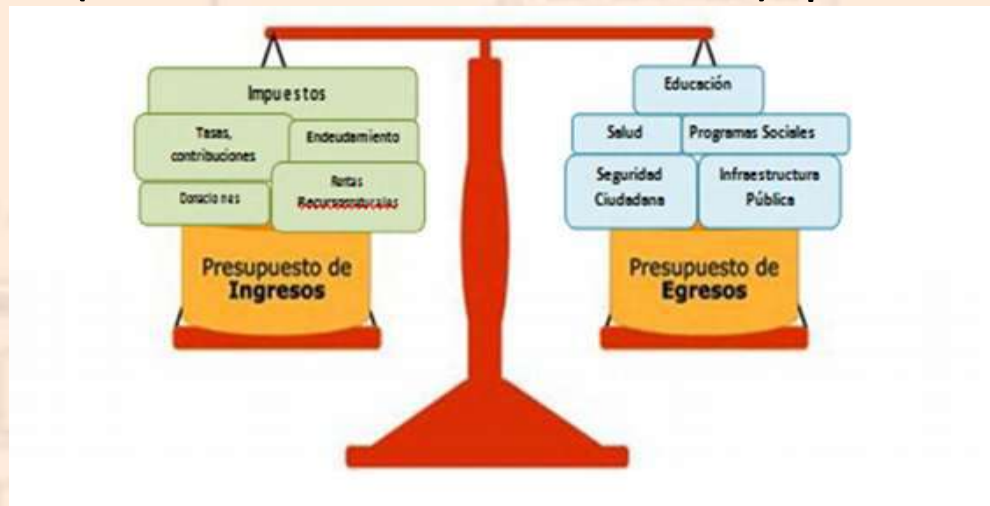 Impuestos
Tasas,
contribuciones
Endeudamiento
Donaciones
Rentas
Presupuesto de
Ingresos
Educación
Salud
Programas Sociales
Seguridad
Ciudadana
Infraestructura
Pública
Presupuesto de
Egresos